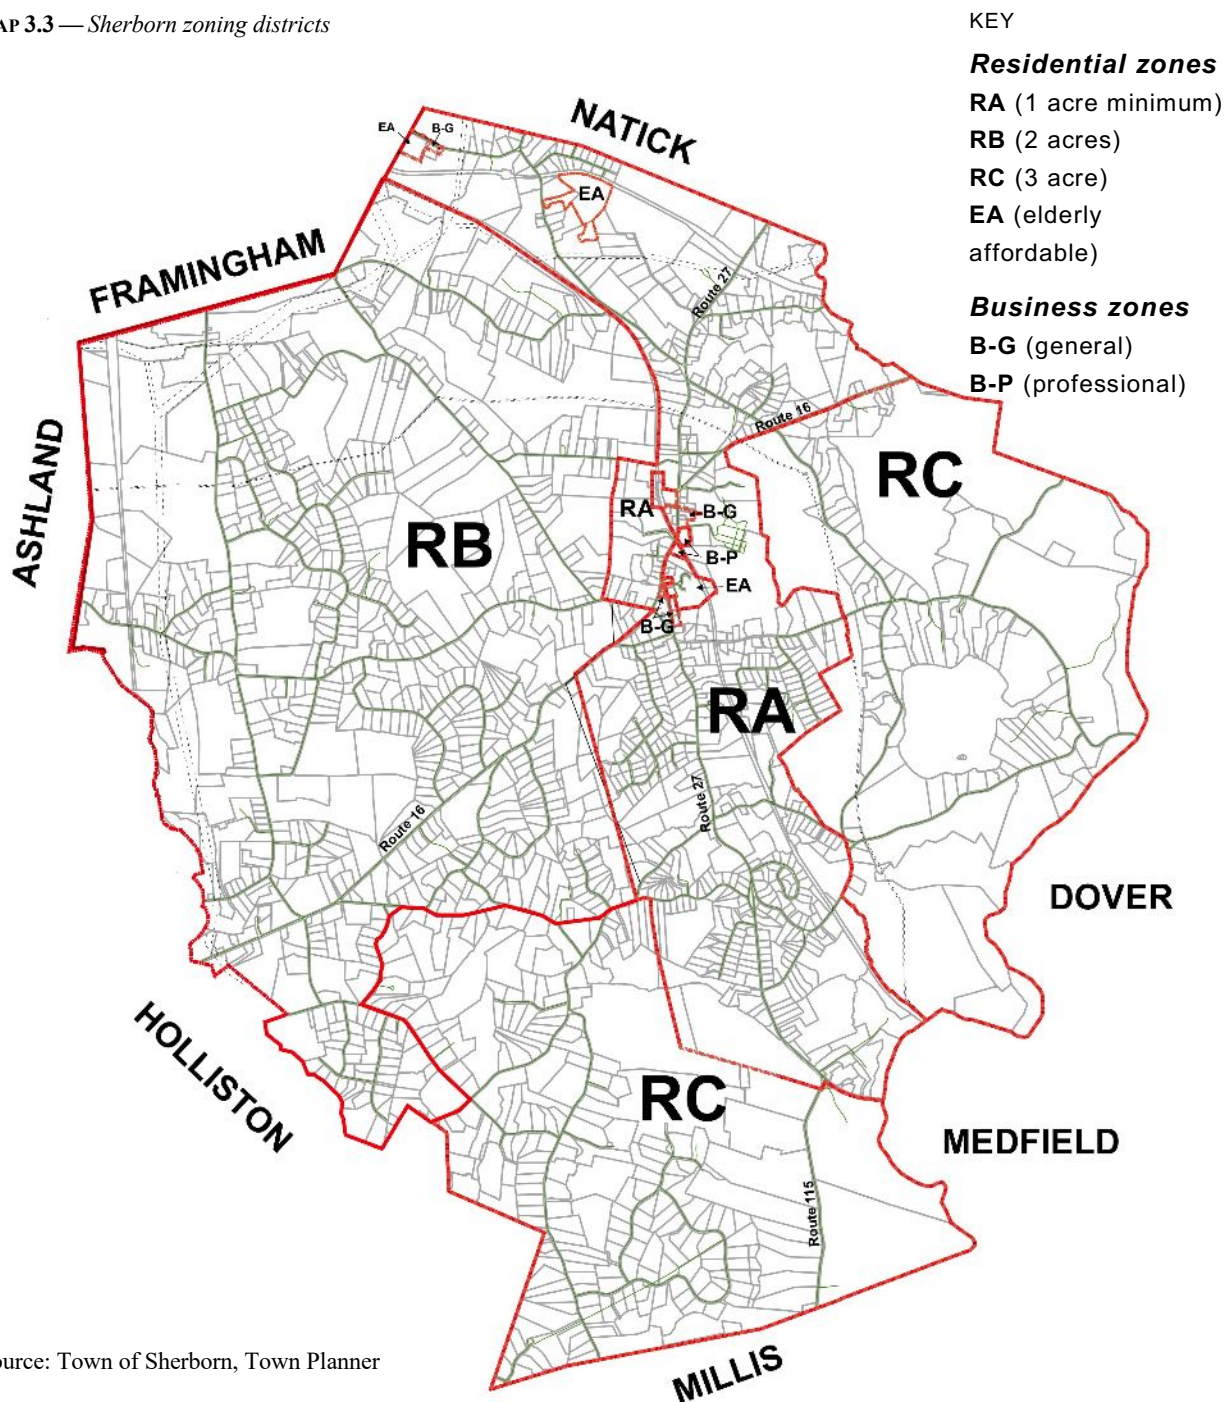 AP 3.3 — Sherborn zoning districts
KEY
Residential zones
RA (1 acre minimum)
RB (2 acres)
RC (3 acre)
EA (elderly
affordable)
Business zones
B-G (general)
B-P (professional)
NATICK
EA
B-G
EA
FRAMINGHAM
Route 27
Route 16
ASHLAND
RC
RA
B-G
RB
B-P
EA
B-G
RA
Route 27
Route 16
DOVER
HOLLISTON
RC
MEDFIELD
Route 115
MILLIS
ource: Town of Sherborn, Town Planner